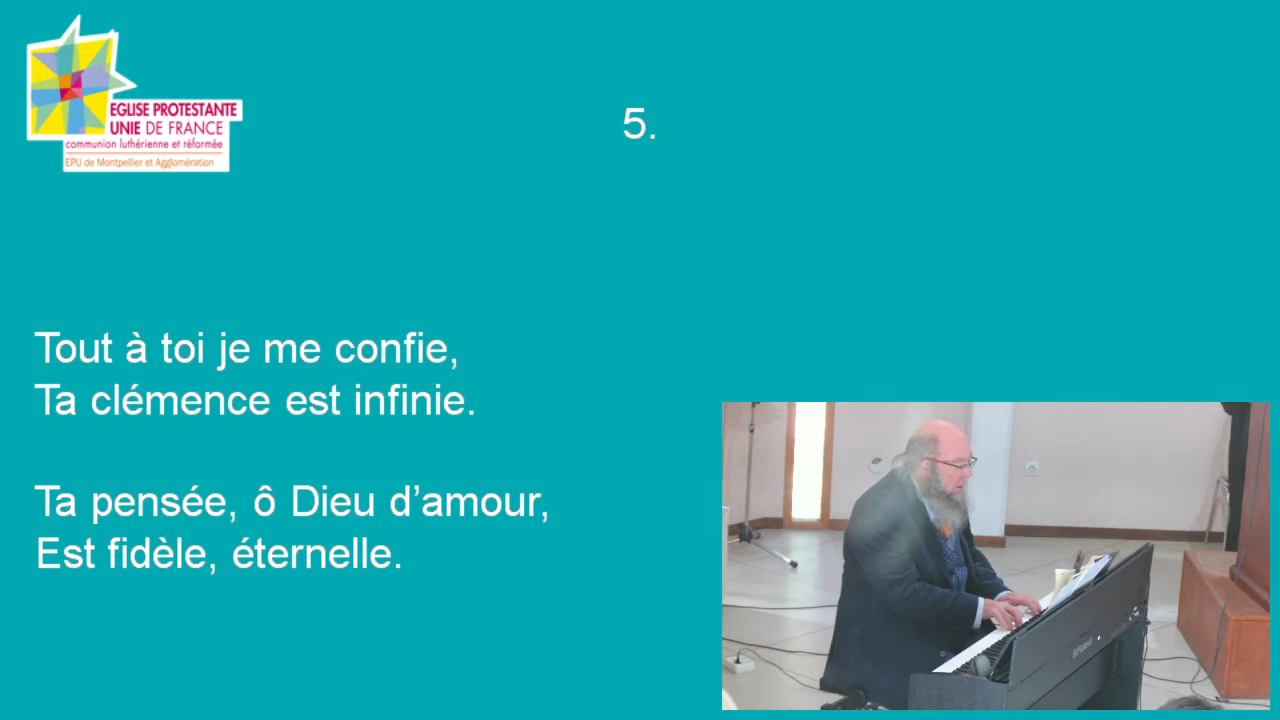 EGLISE PROTESTANTE
UNIE DE FRANCE
communion luthérienne et réformée
EPU de Montpellier et Agglomération
5.
Tout à toi je me confie,
Ta clémence est infinie.
Ta pensée, ô Dieu d’amour,
Est fidèle, éternelle.
Roland